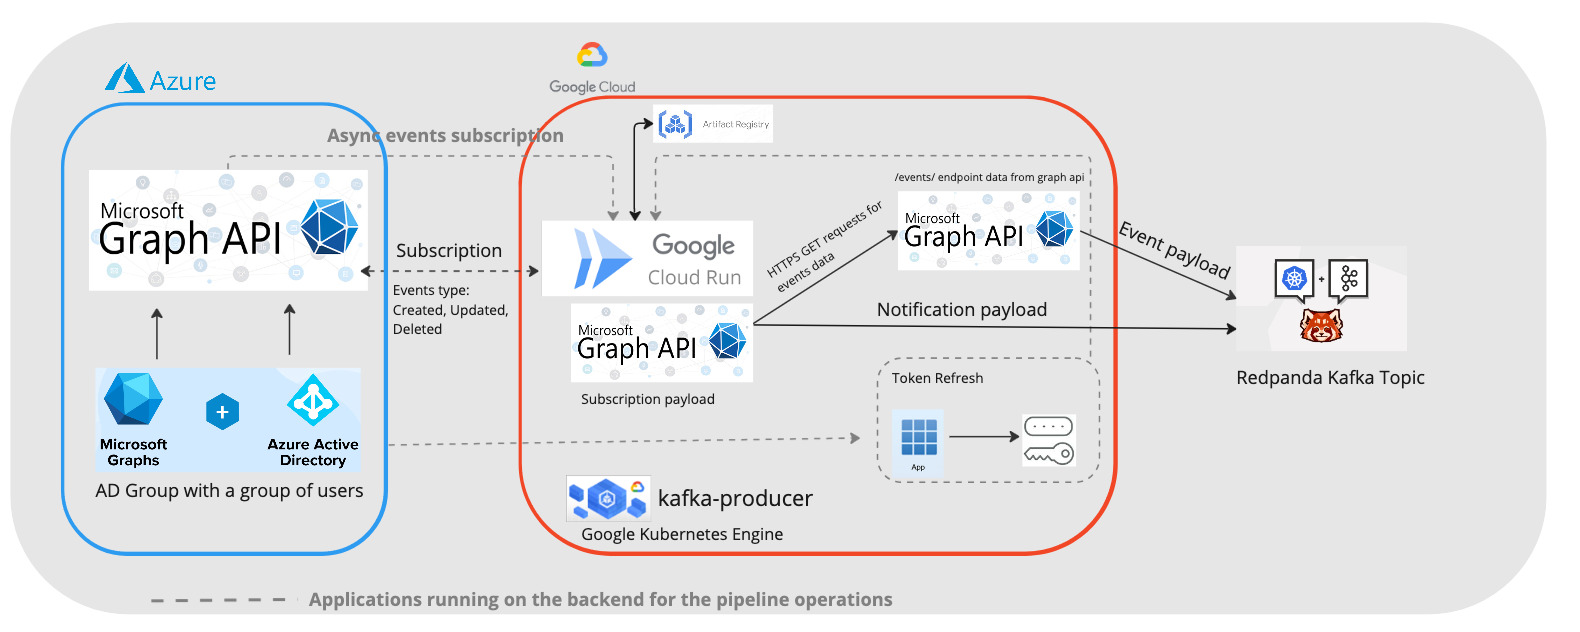 Azure
Google Cloud
Artifact Registry
Async events subscription
/events/ endpoint data from graph api
Microsoft
Graph API
Subscription
Events type:
Created, Updated,
Deleted
Google
Cloud Run
HTTPS GET requests for
events data
Microsoft
Graph API
Event payload
Notification payload
Microsoft
Graph API
Subscription payload
Redpanda Kafka Topic
Token Refresh
App
+
Microsoft
Graphs
Azure Active
Directory
+
AD Group with a group of users
kafka-producer
Google Kubernetes Engine
Applications running on the backend for the pipeline operations